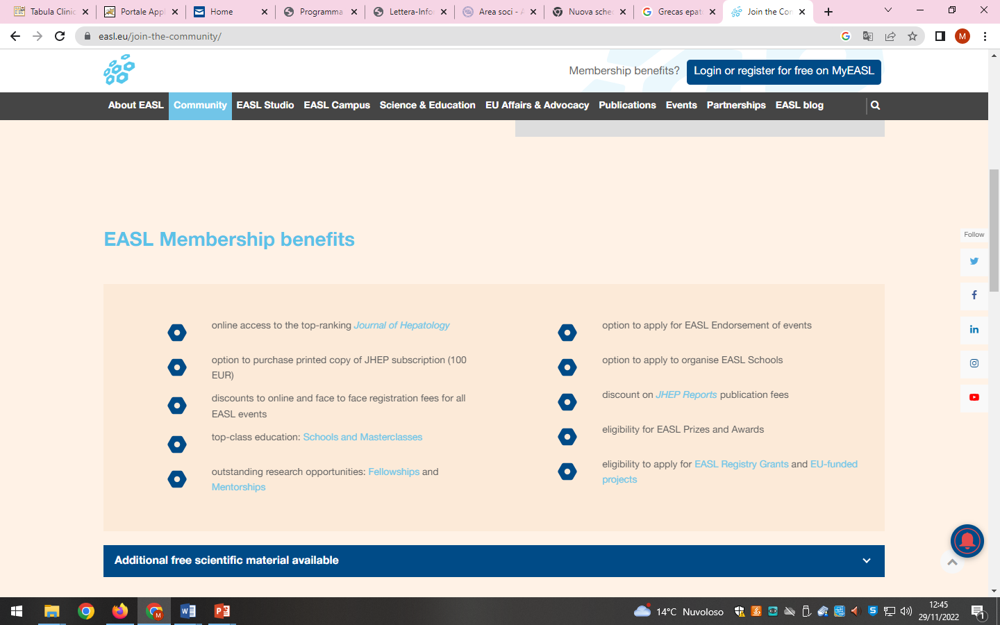 Tabula Clinic
Portale Appl
Home
Programma
Lettera-Info
Area soci - A
Nuova sched
Grecas epato
Join the Com
easl.eu/join-the-community/
M
Membership benefits?
Login or register for free on MyEASL
About EASL Community EASL Studio EASL Campus Science & Education EU Affairs & Advocacy Publications Events Partnerships EASL blog
EASL Membership benefits
Follow
online access to the top-ranking Journal of Hepatology
option to purchase printed copy of JHEP subscription (100
EUR)
discounts to online and face to face registration fees for all
EASL events
top-class education: Schools and Masterclasses
outstanding research opportunities: Fellowships and
Mentorships
option to apply for EASL Endorsement of events
option to apply to organise EASL Schools
discount on JHEP Reports publication fees
eligibility for EASL Prizes and Awards
eligibility to apply for EASL Registry Grants and EU-funded
projects
Additional free scientific material available
14°C Nuvoloso
12:45
29/11/2022
1